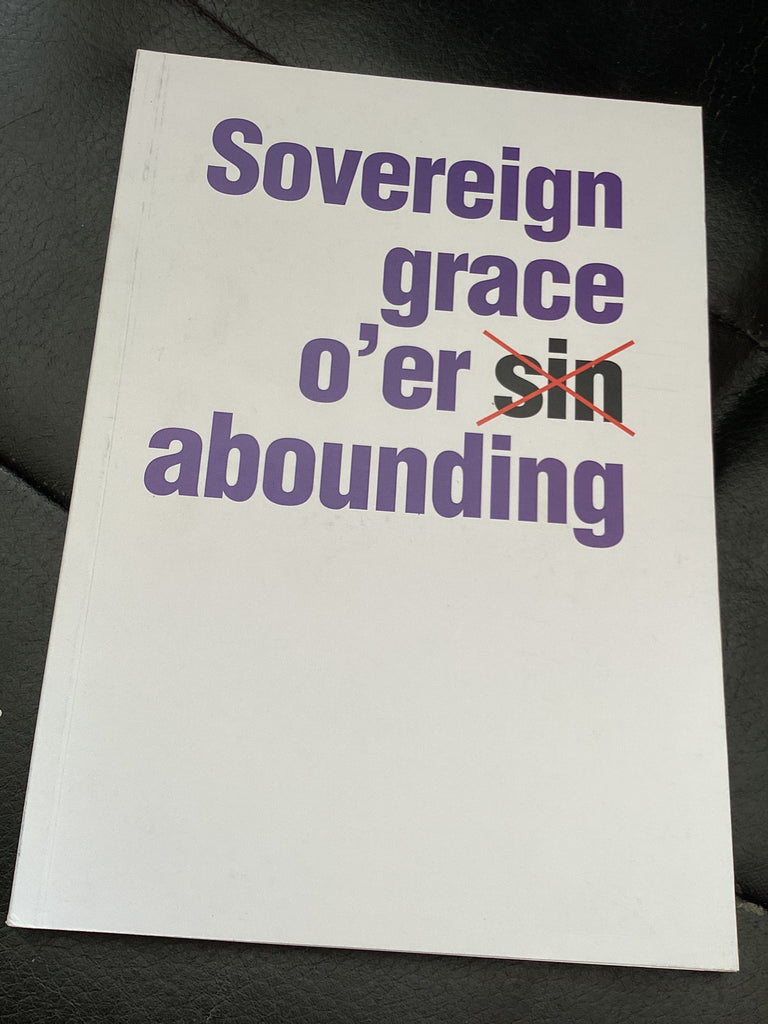 Sovereign
grace
o’er sin
abounding